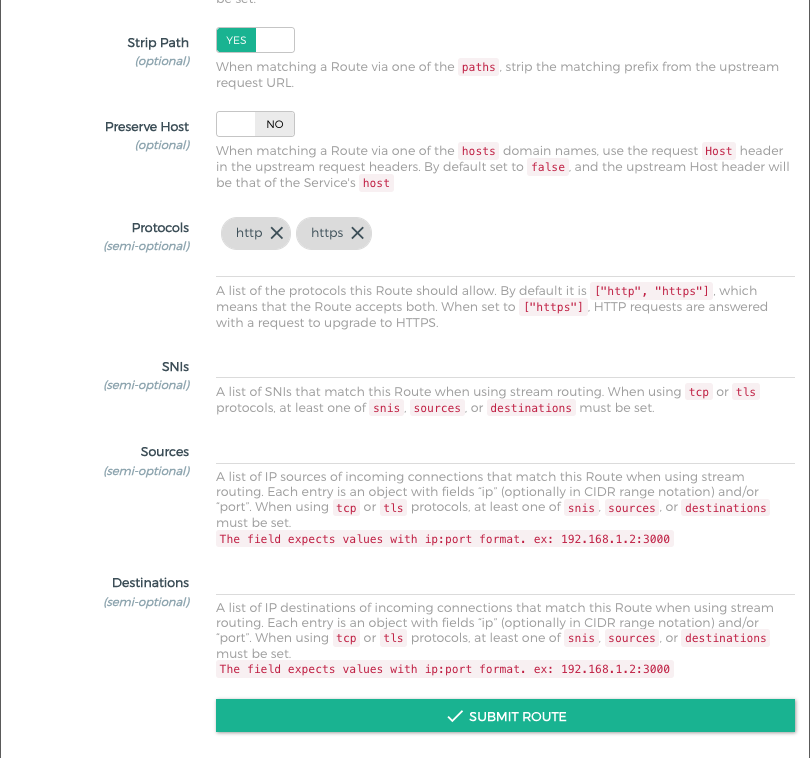 be set.
Strip Path
(optional)
YES
When matching a Route via one of the paths, strip the matching prefix from the upstream
request URL.
Preserve Host
(optional)
NO
When matching a Route via one of the hosts domain names, use the request Host header
in the upstream request headers. By default set to false, and the upstream Host header will
be that of the Service's host
Protocols
(semi-optional)
http
https
A list of the protocols this Route should allow. By default it is ["http", "https"], which
means that the Route accepts both. When set to ["https"], HTTP requests are answered
with a request to upgrade to HTTPS.
SNIs
(semi-optional)
A list of SNIs that match this Route when using stream routing. When using tcp or tls
protocols, at least one of snis, sources, or destinations must be set.
Sources
(semi-optional)
A list of IP sources of incoming connections that match this Route when using stream
routing. Each entry is an object with fields "ip" (optionally in CIDR range notation) and/or
"port". When using tcp or tls protocols, at least one of snis, sources, or destinations
must be set.
The field expects values with ip:port format. ex: 192.168.1.2:3000
Destinations
(semi-optional)
A list of IP destinations of incoming connections that match this Route when using stream
routing. Each entry is an object with fields "ip" (optionally in CIDR range notation) and/or
"port". When using tcp or tls protocols, at least one of snis, sources, or destinations
must be set.
The field expects values with ip:port format. ex: 192.168.1.2:3000
SUBMIT ROUTE